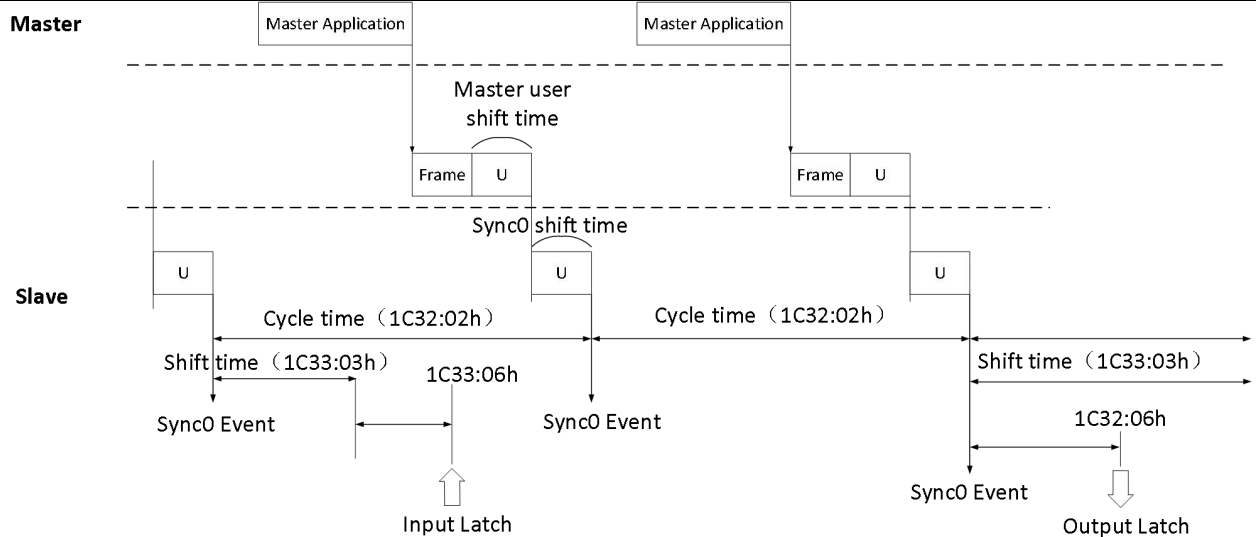 Master
Master Application
Master Application
Master user
shift time
Frame
U
Frame
U
Sync0 shift time
U
U
U
Slave
Cycle time（1C32:02h）
Cycle time（1C32:02h）
Shift time（1C33:03h）
Shift time（1C33:03h）
1C33:06h
Sync0 Event
Sync0 Event
1C32:06h
Sync0 Event
Input Latch
Output Latch